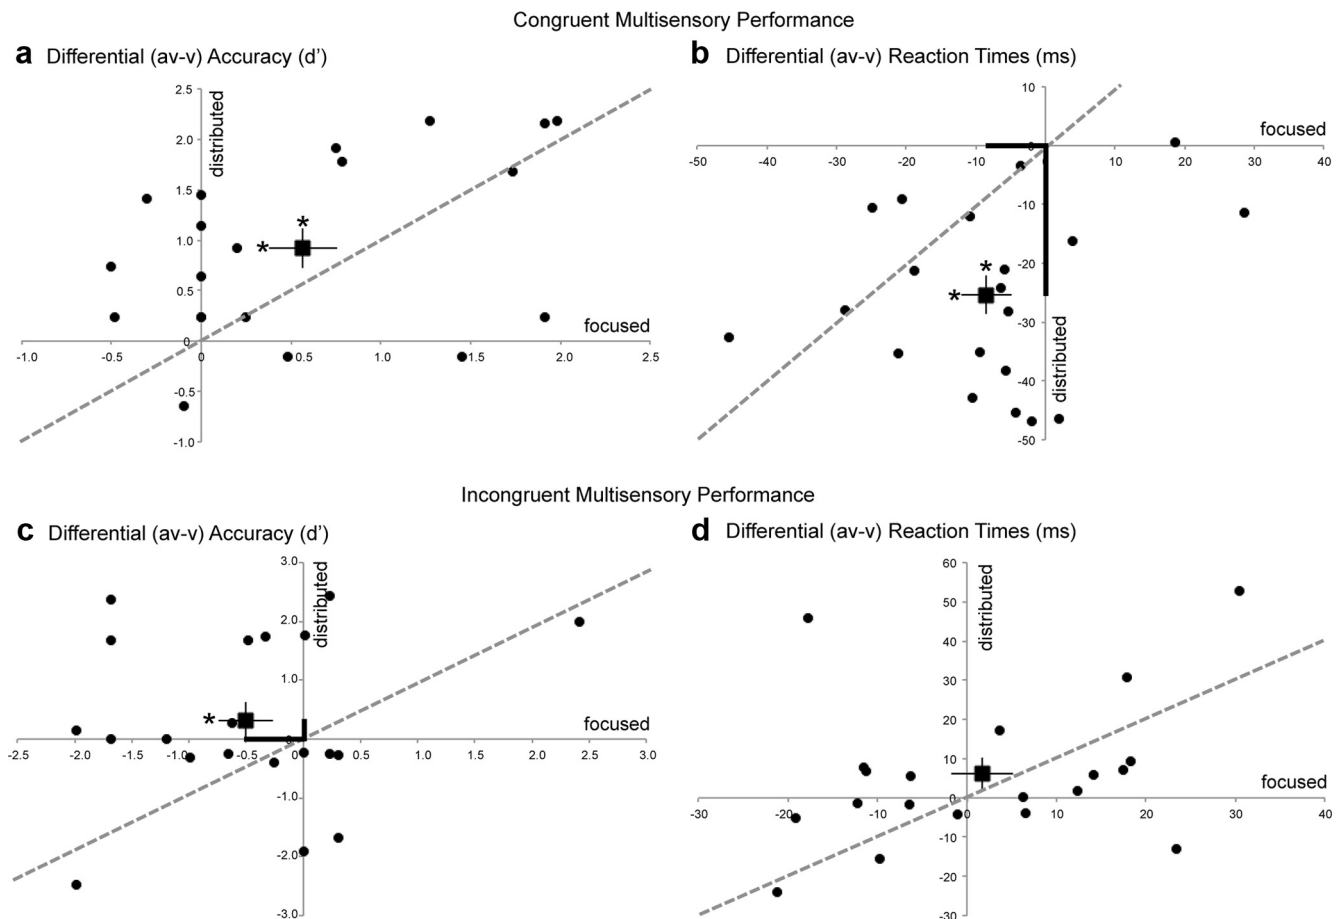 Congruent Multisensory Performance
a Differential (av-v) Accuracy (d')
b Differential (av-v) Reaction Times (ms)
2.5
2.0
1.5
1.0
0.5
0
-0.5
-1.0
distributed
focused
-1.0 -0.5 0 0.5 1.0 1.5 2.0 2.5
* *
10
0
-10
-20
-30
-40
-50
focused
-50 -40 -30 -20 -10 10 20 30 40
distributed
* *
Incongruent Multisensory Performance
c Differential (av-v) Accuracy (d')
d Differential (av-v) Reaction Times (ms)
3.0
2.0
1.0
-1.0
-2.0
-3.0
distributed
focused
-2.5 -2.0 -1.5 -1.0 -0.5 0 0.5 1.0 1.5 2.0 2.5 3.0
*
60
50
40
30
20
10
0
-10
-20
-30
distributed
focused
-30 -20 -10 0 10 20 30 40